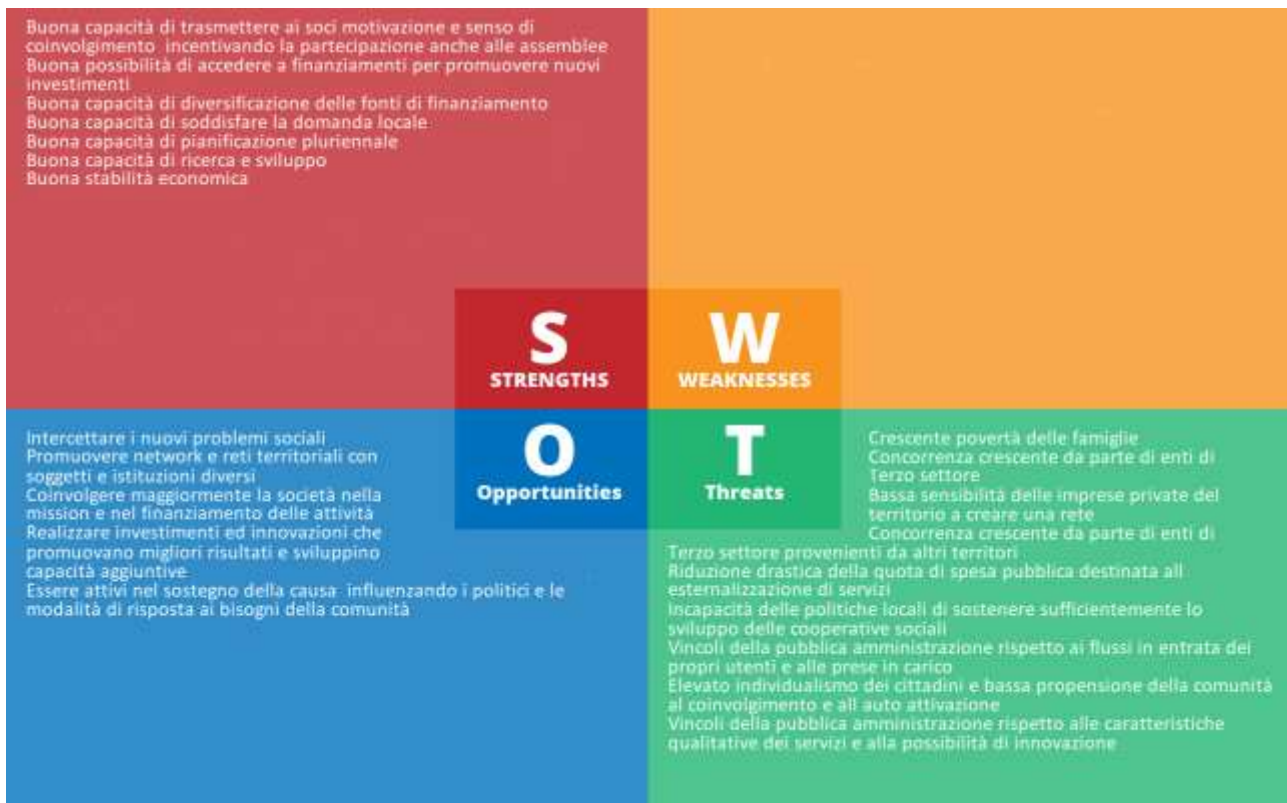 Buona capacità di trasmettere ai soci motivazione e senso di
coinvolgimento incentivando la partecipazione anche alle assemblee
Buona possibilità di accedere a finanziamenti per promuovere nuovi
investimenti
Buona capacità di diversificazione delle fonti di finanziamento
Buona capacità di soddisfare la domanda locale
Buona capacità di pianificazione pluriennale
Buona capacità di ricerca e sviluppo
Buona stabilità economica
S
STRENGTHS
W
WEAKNESSES
O
Opportunities
T
Threats
Intercettare i nuovi problemi sociali
Promuovere network e reti territoriali con
soggetti e istituzioni diversi
Coinvolgere maggiormente la società nella
mission e nel finanziamento delle attività
Realizzare investimenti ed innovazioni che
promuovano migliori risultati e sviluppino
capacità aggiuntive
Essere attivi nel sostegno della causa influenzando i politici e le
modalità di risposta ai bisogni della comunità
Crescente povertà delle famiglie
Concorrenza crescente da parte di enti di
Terzo settore
Bassa sensibilità delle imprese private del
territorio a creare una rete
Concorrenza crescente da parte di enti di
Terzo settore provenienti da altri territori
Riduzione drastica della quota di spesa pubblica destinata all
esternalizzazione di servizi
Incapacità delle politiche locali di sostenere sufficientemente lo
sviluppo delle cooperative sociali
Vincoli della pubblica amministrazione rispetto ai flussi in entrata dei
propri utenti e alle prese in carico
Elevato individualismo dei cittadini e bassa propensione della comunità
al coinvolgimento e all auto attivazione
Vincoli della pubblica amministrazione rispetto alle caratteristiche
qualitative dei servizi e alla possibilità di innovazione